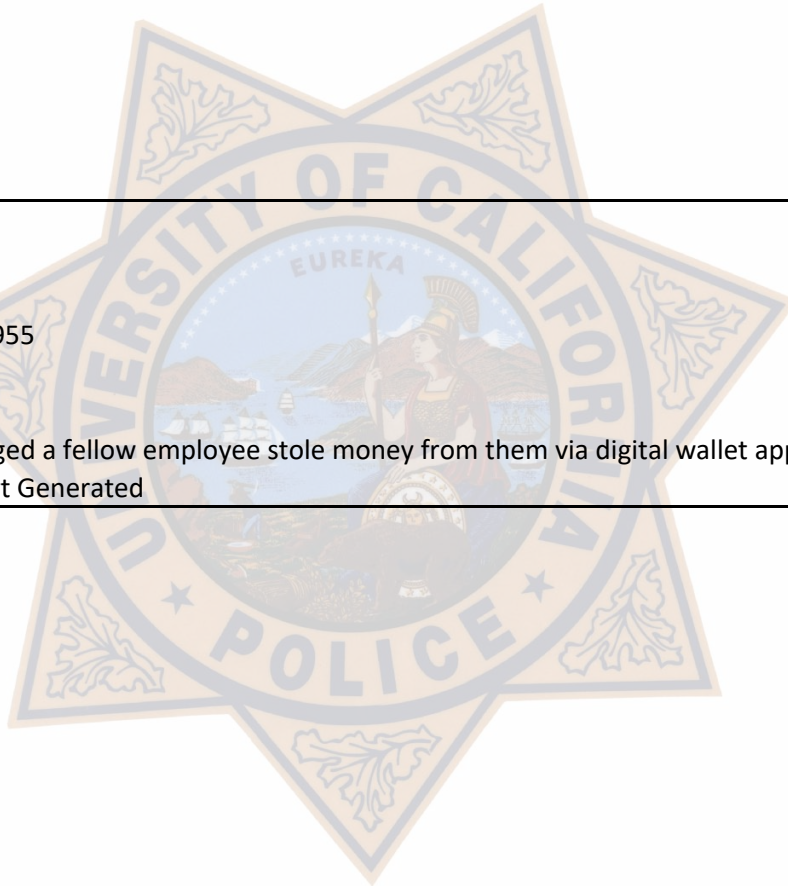 UNIVERSITY OF CALIFORNIA
EUREKA
955
ged a fellow employee stole money from them via digital wallet app
t Generated
POLICE